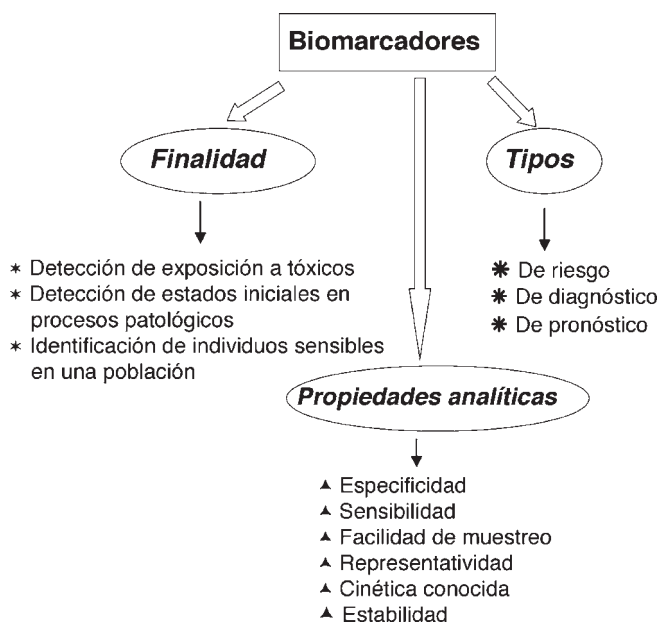 Biomarcadores
Finalidad
Detección de exposición a tóxicos
Detección de estados iniciales en
procesos patológicos
Identificación de individuos sensibles
en una población
Tipos
De riesgo
De diagnóstico
De pronóstico
Propiedades analíticas
Especificidad
Sensibilidad
Facilidad de muestreo
Representatividad
Cinética conocida
Estabilidad